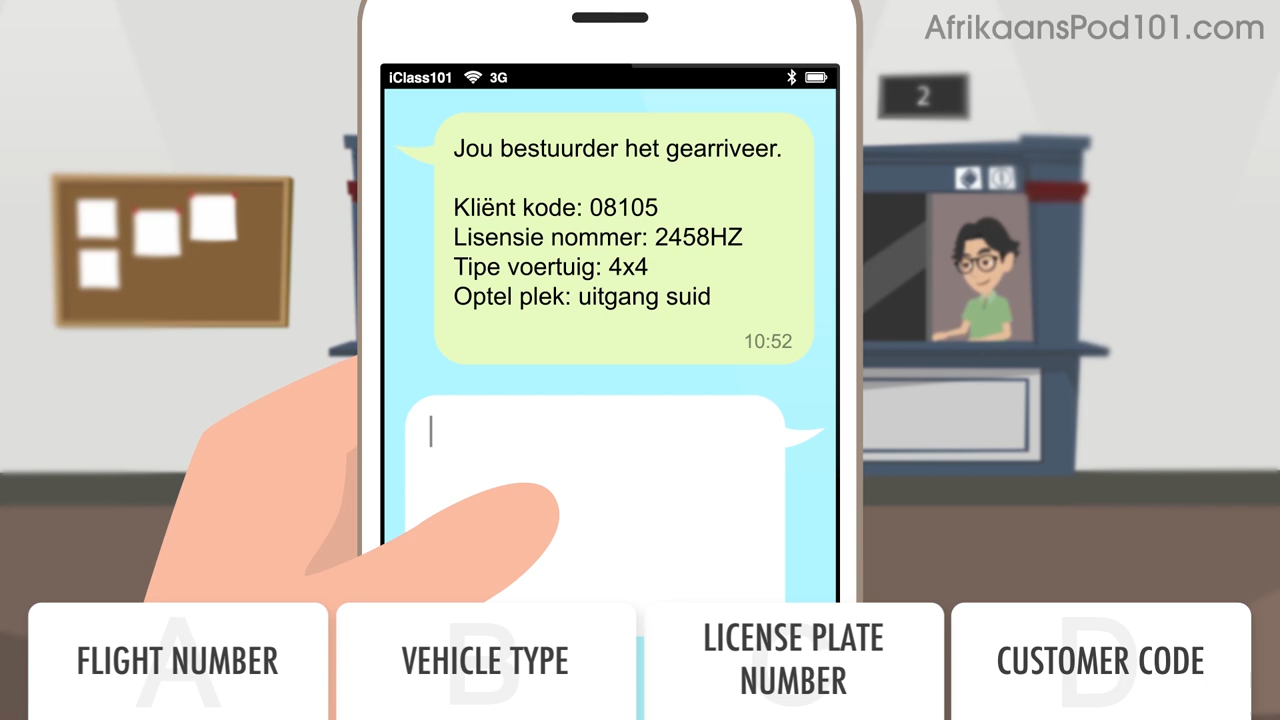 AfrikaansPod101.com
iClass101 3G
2
Jou bestuurder het gearriveer.
Kliënt kode: 08105
Lisensie nommer: 2458HZ
Tipe voertuig: 4x4
Optel plek: uitgang suid
10:52
A
FLIGHT NUMBER
B
VEHICLE TYPE
C
LICENSE PLATE
NUMBER
D
CUSTOMER CODE